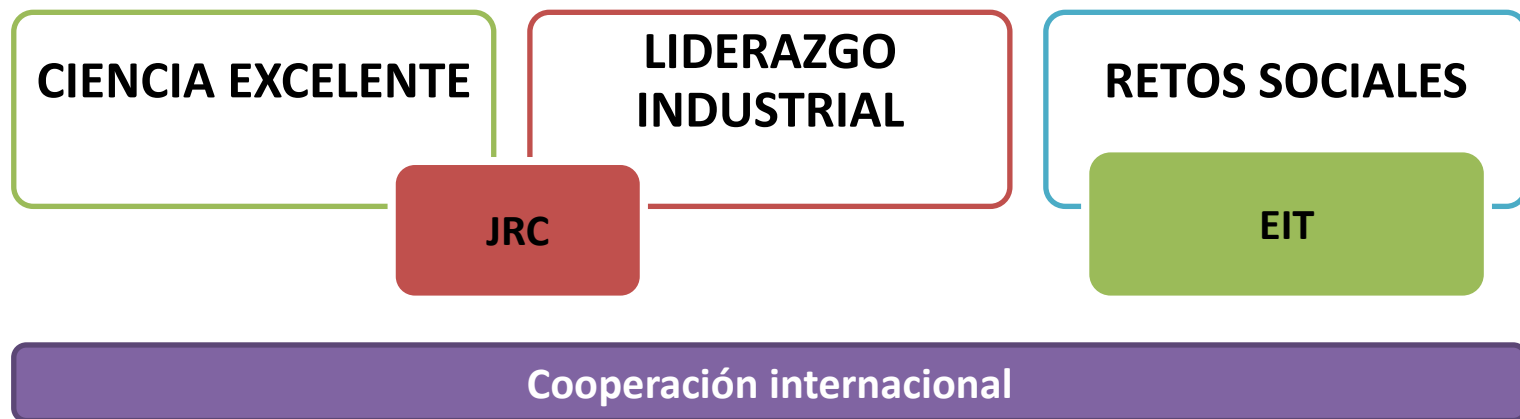 CIENCIA EXCELENTE
LIDERAZGO
INDUSTRIAL
RETOS SOCIALES
JRC
EIT
Cooperación internacional